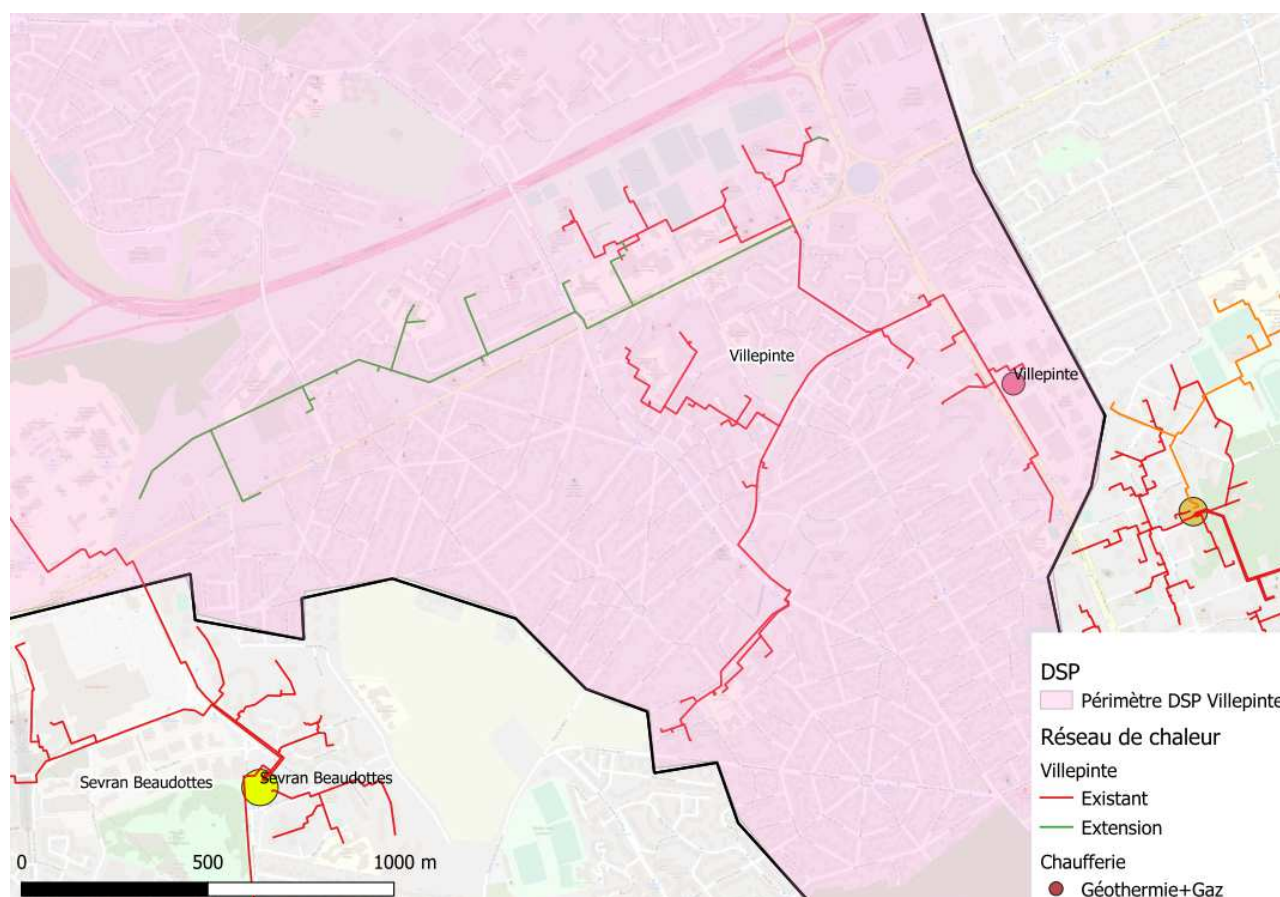 Villepinte
Villepinte
Sevran Beaudottes
Sevran Beaudottes
0 500 1000 m
DSP
Périmètre DSP Villepinte
Réseau de chaleur
Villepinte
Existant
Extension
Chaufferie
Géothermie+Gaz